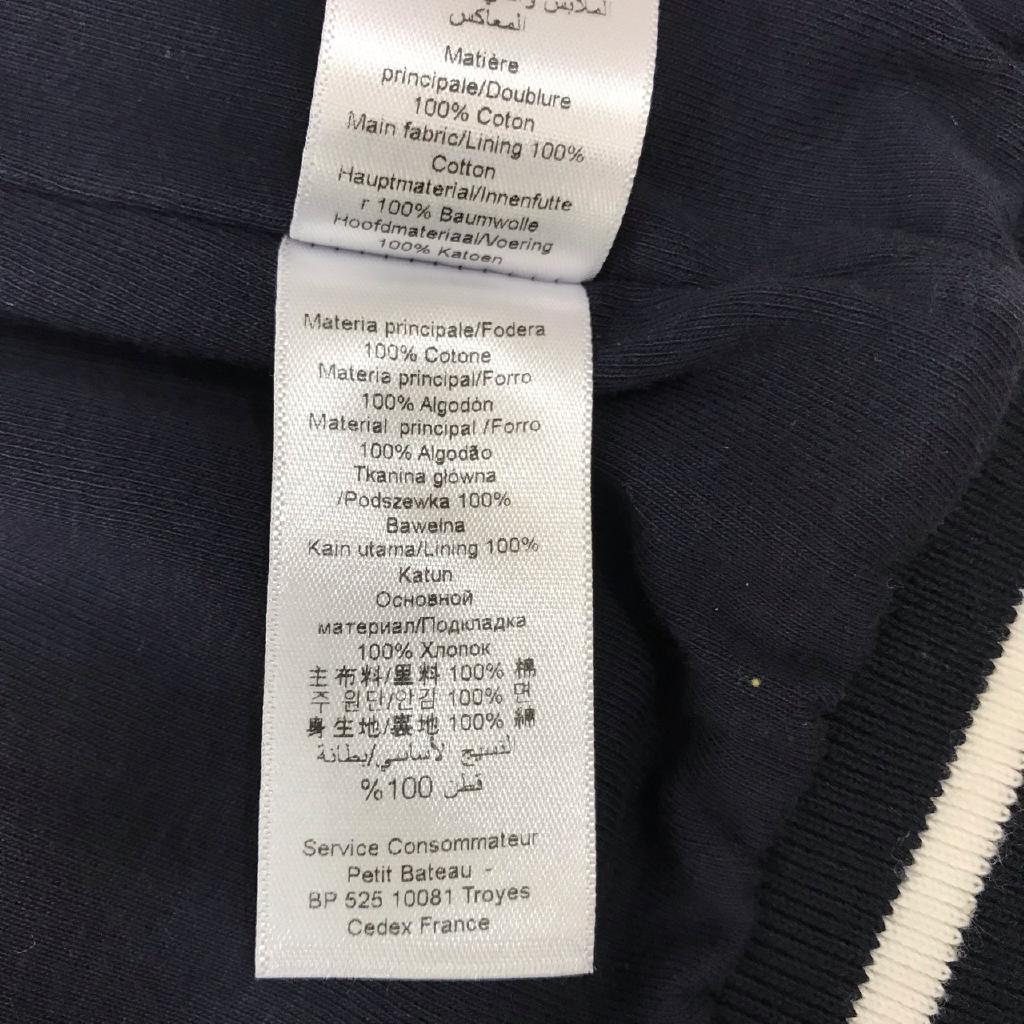 الملابس
المعاكس
Matière
principale/Doublure
100% Coton
Main fabric/Lining 100%
Cotton
Hauptmaterial/Innenfutte
r 100% Baumwolle
Hoofdmateriaal/Voering
100% Katoen
Materia principale/Fodera
100% Cotone
Materia principal/Forro
100% Algodón
Material principal /Forro
100% Algodão
Tkanina główna
/Podszewka 100%
Bawełna
Kain utama/Lining 100%
Katun
Основной
материал/Подкладка
100% Хлопок
主布料/里料 100% 棉
주 원단/안감 100% 면
身生地/裏地 100% 綿
النسيج الأساسي/بطانة
قطن 100%
Service Consommateur
Petit Bateau -
BP 525 10081 Troyes
Cedex France